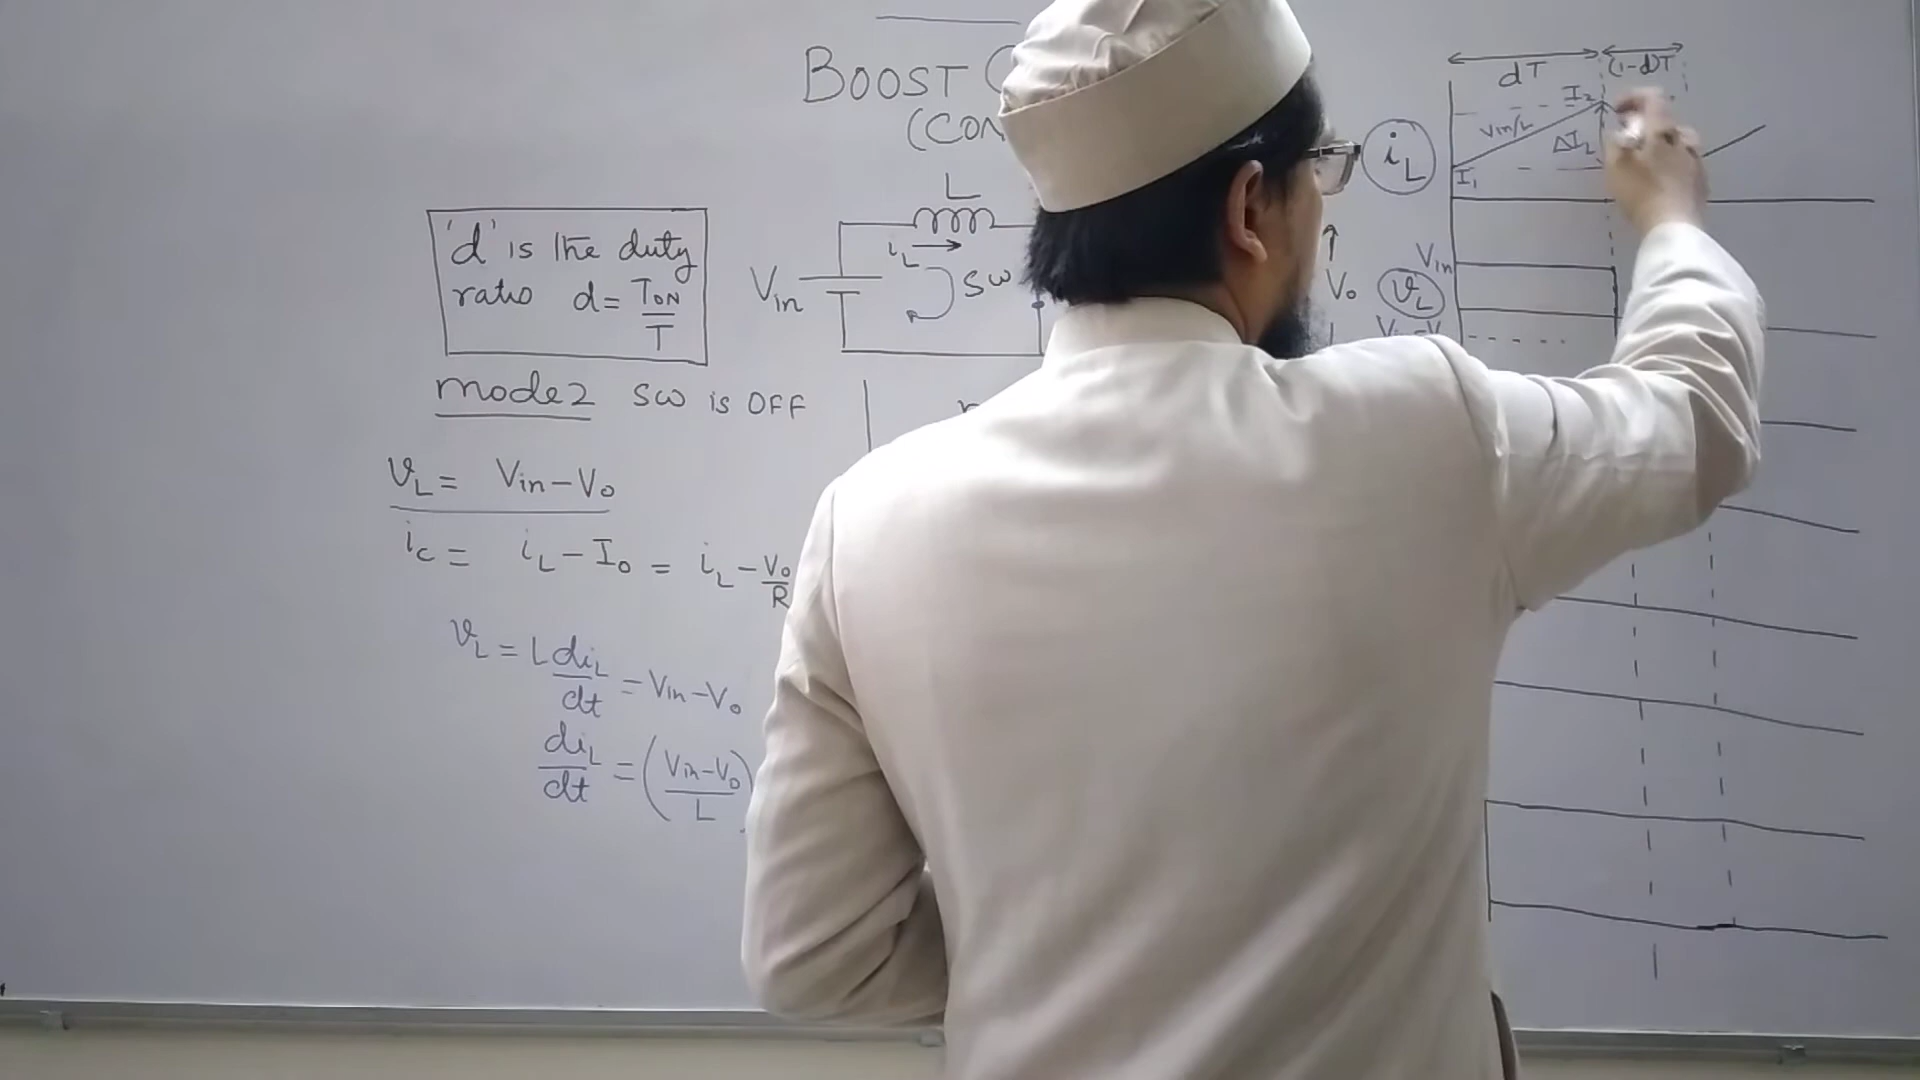 BOOST
(CON
'd' is the duty
ratio d = TON/T
L
iL
SW
Vin
Vo
mode2 SW is OFF
vL = Vin-Vo
ic = iL - Io = iL - Vo/R
vL = L diL/dt = Vin-Vo
diL/dt = (Vin-Vo/L)
dT (1-d)T
I2
Vin/L
ΔIL
iL
I1
Vin
vL